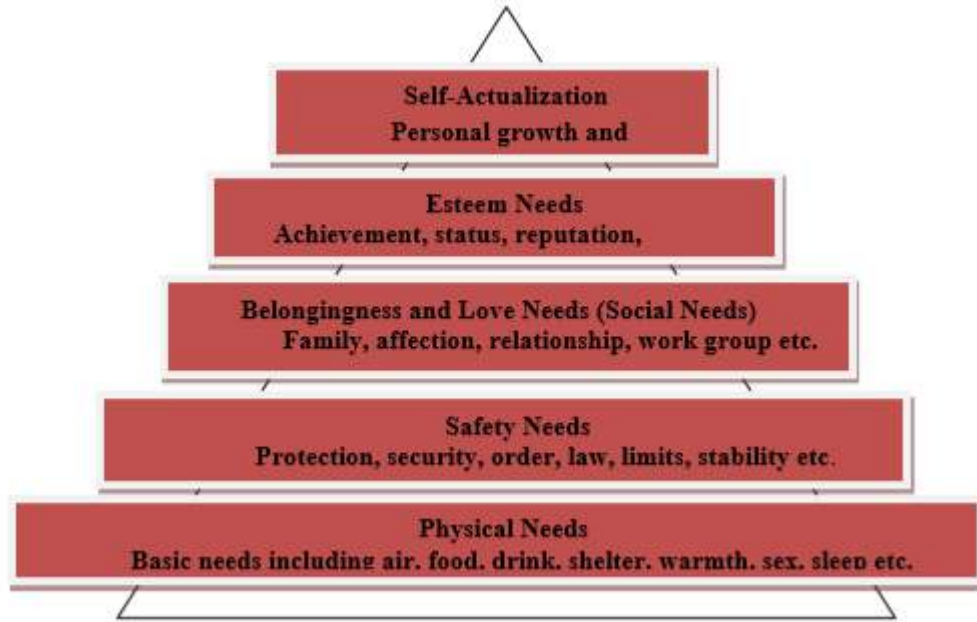 Self-Actualization
Personal growth and
Esteem Needs
Achievement, status, reputation,
Belongingness and Love Needs (Social Needs)
Family, affection, relationship, work group etc.
Safety Needs
Protection, security, order, law, limits, stability etc.
Physical Needs
Basic needs including air, food, drink, shelter, warmth, sex, sleep etc.